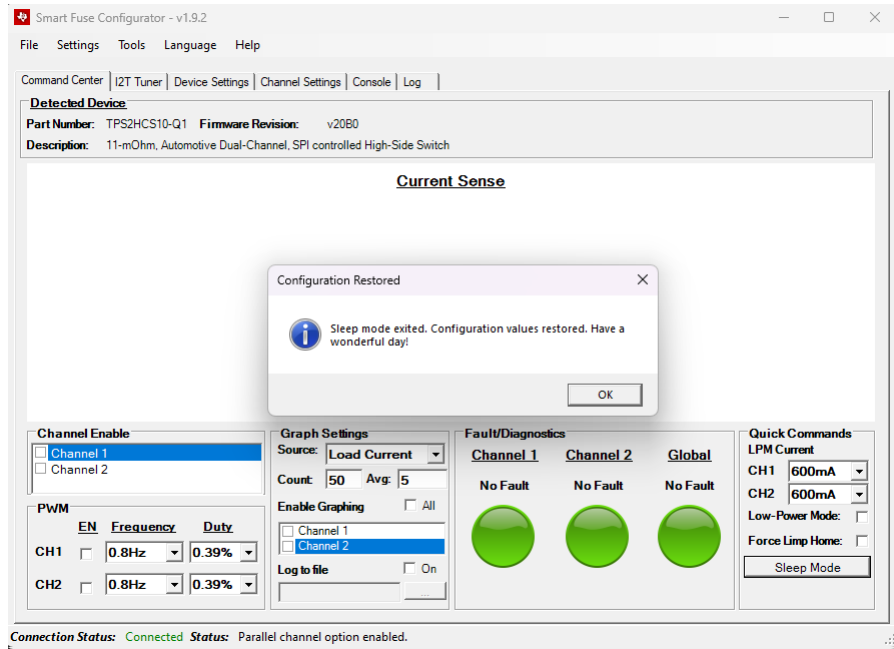 Smart Fuse Configurator - v1.9.2
File Settings Tools Language Help
Command Center I2T Tuner Device Settings Channel Settings Console Log
Detected Device
Part Number: TPS2HCS10-Q1 Firmware Revision: v20B0
Description: 11-mOhm, Automotive Dual-Channel, SPI controlled High-Side Switch
Current Sense
Configuration Restored
Sleep mode exited. Configuration values restored. Have a
wonderful day!
OK
Channel Enable
Channel 1
Channel 2
PWM
EN Frequency Duty
CH1 0.8Hz 0.39%
CH2 0.8Hz 0.39%
Graph Settings
Source: Load Current
Count: 50 Avg: 5
Enable Graphing All
Channel 1
Channel 2
Log to file On
...
Fault/Diagnostics
Channel 1 Channel 2 Global
No Fault No Fault No Fault
Quick Commands
LPM Current
CH1 600mA
CH2 600mA
Low-Power Mode:
Force Limp Home:
Sleep Mode
Connection Status: Connected Status: Parallel channel option enabled.